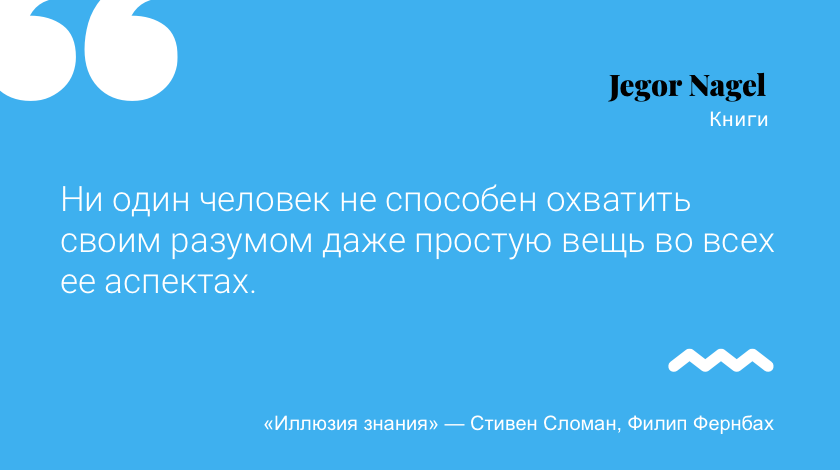 Jegor Nagel
Книги
Ни один человек не способен охватить
своим разумом даже простую вещь во всех
ее аспектах.
«Иллюзия знания» — Стивен Сломан, Филип Фернбах